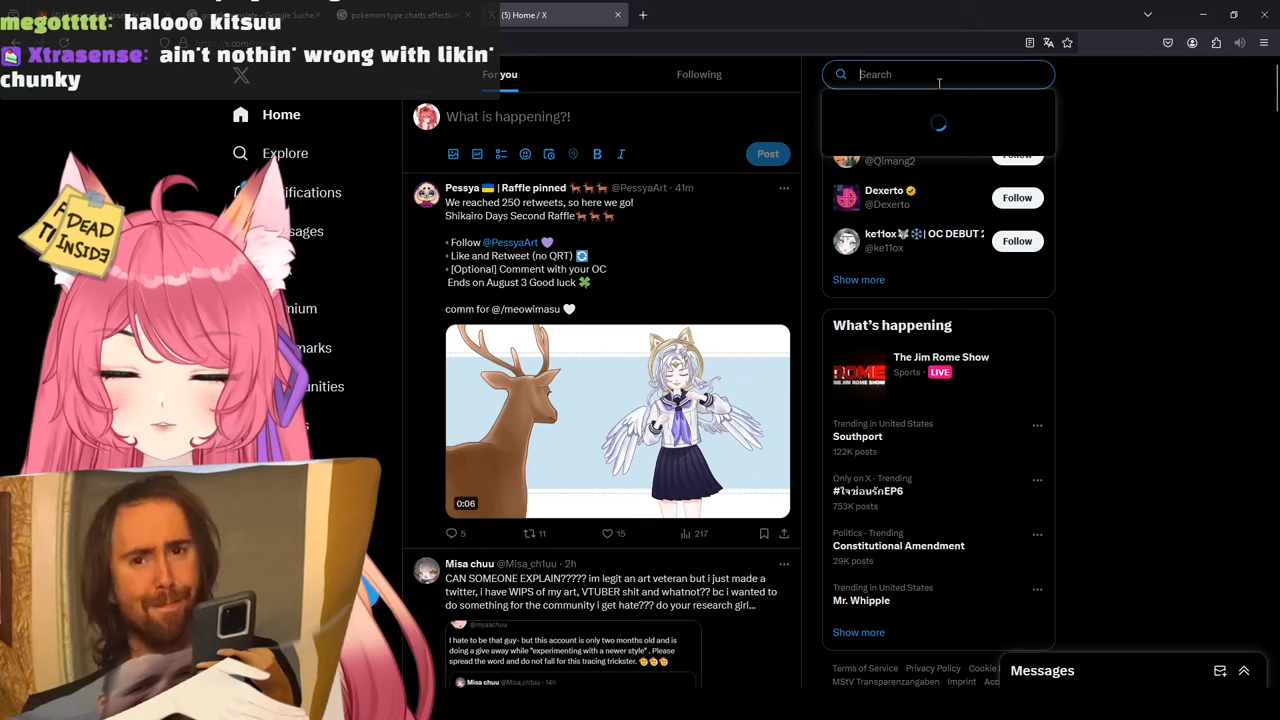 megottttt: halooo kitsuu
Xtrasense: ain't nothin' wrong with likin'
chunky
pokemon type charts effective
(5) Home / X
For you
Following
Search
Home
What is happening?!
Explore
Post
@Qimang2
Follow
Dexerto
@Dexerto
Follow
ke11ox | OC DEBUT 2
@ke11ox
Follow
Show more
Pessya | Raffle pinned @PessyaArt · 41m
We reached 250 retweets, so here we go!
Shikairo Days Second Raffle
▫ Follow @PessyaArt
▫ Like and Retweet (no QRT)
▫ [Optional] Comment with your OC
Ends on August 3 Good luck
comm for @/meowimasu
DEAD
INSIDE
What's happening
The Jim Rome Show
Sports · LIVE
ROME
Trending in United States
Southport
122K posts
Only on X · Trending
#ใจซ่อนรักEP6
753K posts
Politics · Trending
Constitutional Amendment
29K posts
Trending in United States
Mr. Whipple
Show more
0:06
5
11
15
217
Misa chuu @Misa_ch1uu · 2h
CAN SOMEONE EXPLAIN????? im legit an art veteran but i just made a
twitter, i have WIPS of my art, VTUBER shit and whatnot?? bc i wanted to
do something for the community i get hate??? do your research girl...
@myaachuu
I hate to be that guy- but this account is only two months old and is
doing a give away while "experimenting with a newer style" . Please
spread the word and do not fall for this tracing trickster.
Misa chuu @Misa_ch1uu · 14h
Terms of Service Privacy Policy Cookie
MStV Transparenzangaben Imprint
Messages